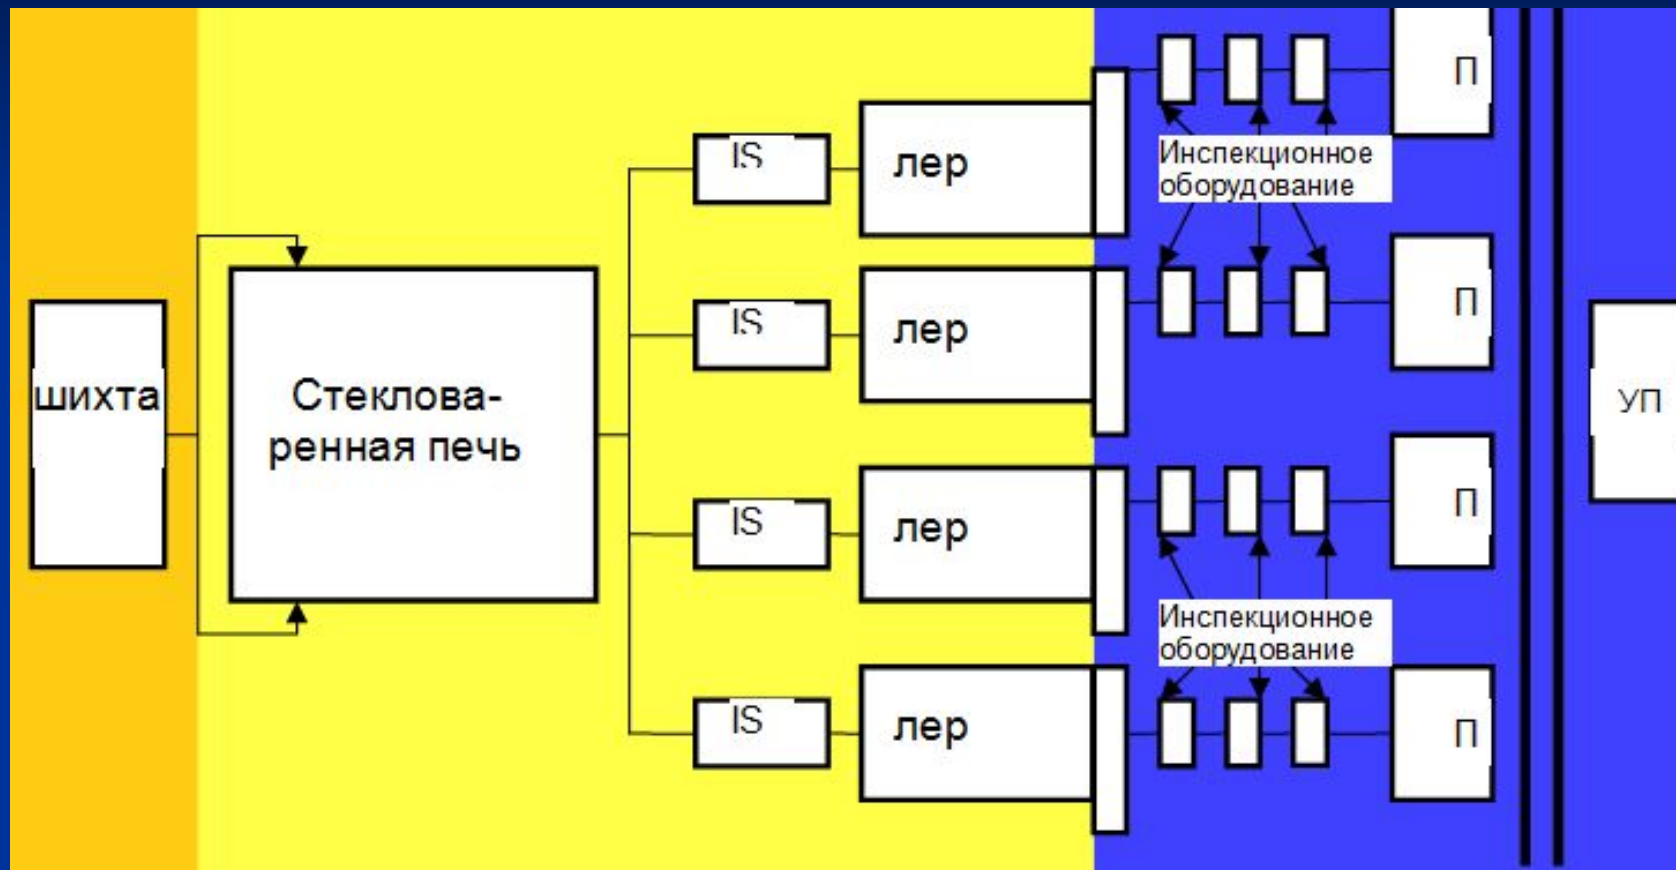 П
IS
лер
Инспекционное
оборудование
IS
лер
П
шихта
Стеклова-
ренная печь
УП
IS
лер
П
Инспекционное
оборудование
IS
лер
П